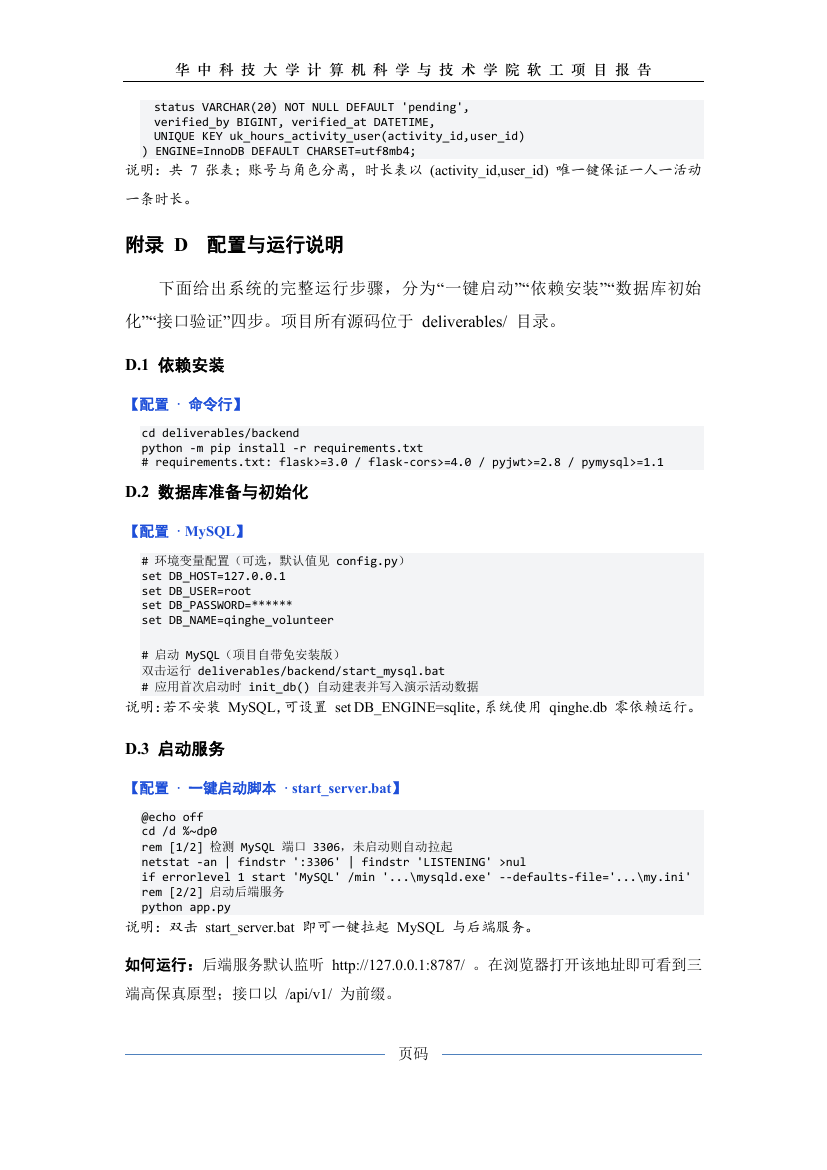 华中科技大学计算机科学与技术学院软工项目报告
status VARCHAR(20) NOT NULL DEFAULT 'pending',
verified_by BIGINT, verified_at DATETIME,
UNIQUE KEY uk_hours_activity_user(activity_id,user_id)
) ENGINE=InnoDB DEFAULT CHARSET=utf8mb4;
说明：共 7 张表；账号与角色分离，时长表以 (activity_id,user_id) 唯一键保证一人一活动
一条时长。
附录 D 配置与运行说明
下面给出系统的完整运行步骤，分为“一键启动”“依赖安装”“数据库初始
化”“接口验证”四步。项目所有源码位于 deliverables/ 目录。
D.1 依赖安装
【配置 · 命令行】
cd deliverables/backend
python -m pip install -r requirements.txt
# requirements.txt: flask>=3.0 / flask-cors>=4.0 / pyjwt>=2.8 / pymysql>=1.1
D.2 数据库准备与初始化
【配置 · MySQL】
# 环境变量配置（可选，默认值见 config.py）
set DB_HOST=127.0.0.1
set DB_USER=root
set DB_PASSWORD=******
set DB_NAME=qinghe_volunteer
# 启动 MySQL（项目自带免安装版）
双击运行 deliverables/backend/start_mysql.bat
# 应用首次启动时 init_db() 自动建表并写入演示活动数据
说明：若不安装 MySQL，可设置 set DB_ENGINE=sqlite，系统使用 qinghe.db 零依赖运行。
D.3 启动服务
【配置 · 一键启动脚本 · start_server.bat】
@echo off
cd /d %~dp0
rem [1/2] 检测 MySQL 端口 3306，未启动则自动拉起
netstat -an | findstr ':3306' | findstr 'LISTENING' >nul
if errorlevel 1 start 'MySQL' /min '...\mysqld.exe' --defaults-file='...\my.ini'
rem [2/2] 启动后端服务
python app.py
说明：双击 start_server.bat 即可一键拉起 MySQL 与后端服务。
如何运行：后端服务默认监听 http://127.0.0.1:8787/ 。在浏览器打开该地址即可看到三
端高保真原型；接口以 /api/v1/ 为前缀。
页码